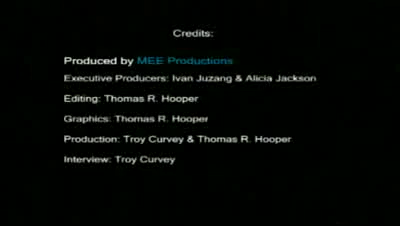 Credits:
Produced by MEE Productions
Executive Producers: Ivan Juzang & Alicia Jackson
Editing: Thomas R. Hooper
Graphics: Thomas R. Hooper
Production: Troy Curvey & Thomas R. Hooper
Interview: Troy Curvey